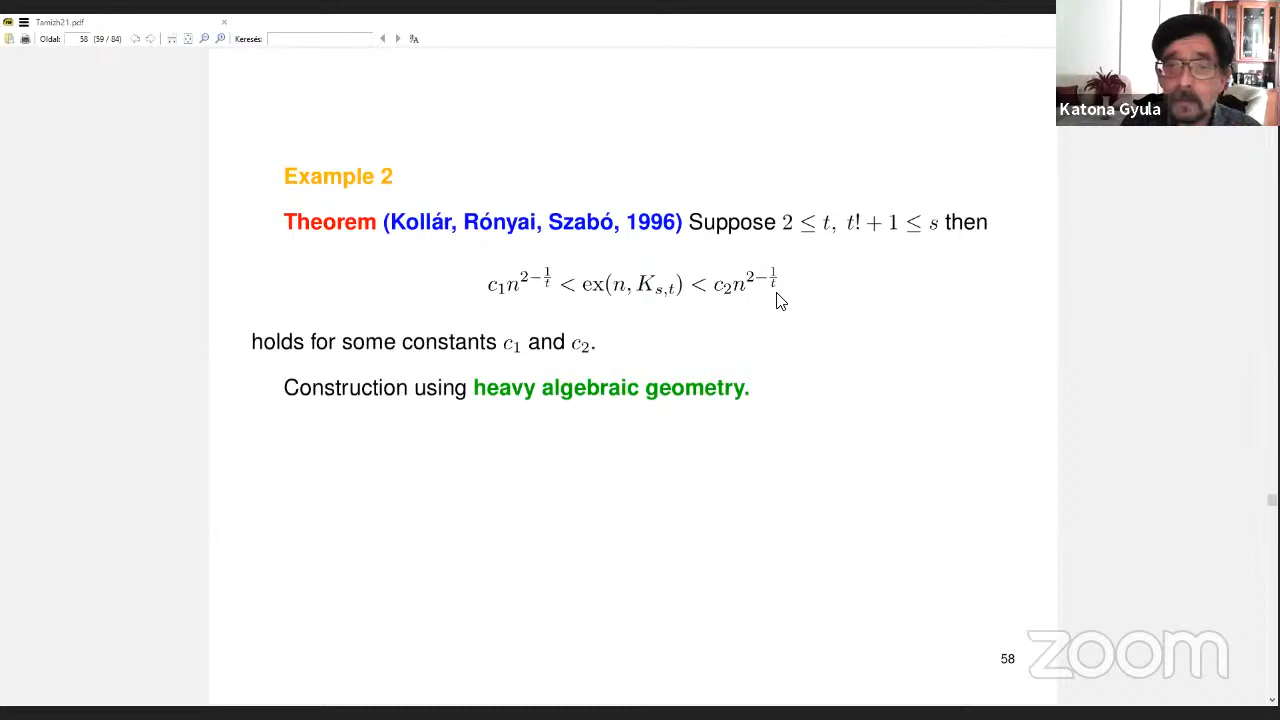 Tamizh21.pdf
Oldal: 58 (59 / 84) Keresés:
Katona Gyula
Example 2
Theorem (Kollár, Rónyai, Szabó, 1996) Suppose 2 ≤ t, t! + 1 ≤ s then
c₁n^{2−1/t} < ex(n, K_{s,t}) < c₂n^{2−1/t}
holds for some constants c₁ and c₂.
Construction using heavy algebraic geometry.
58
zoom